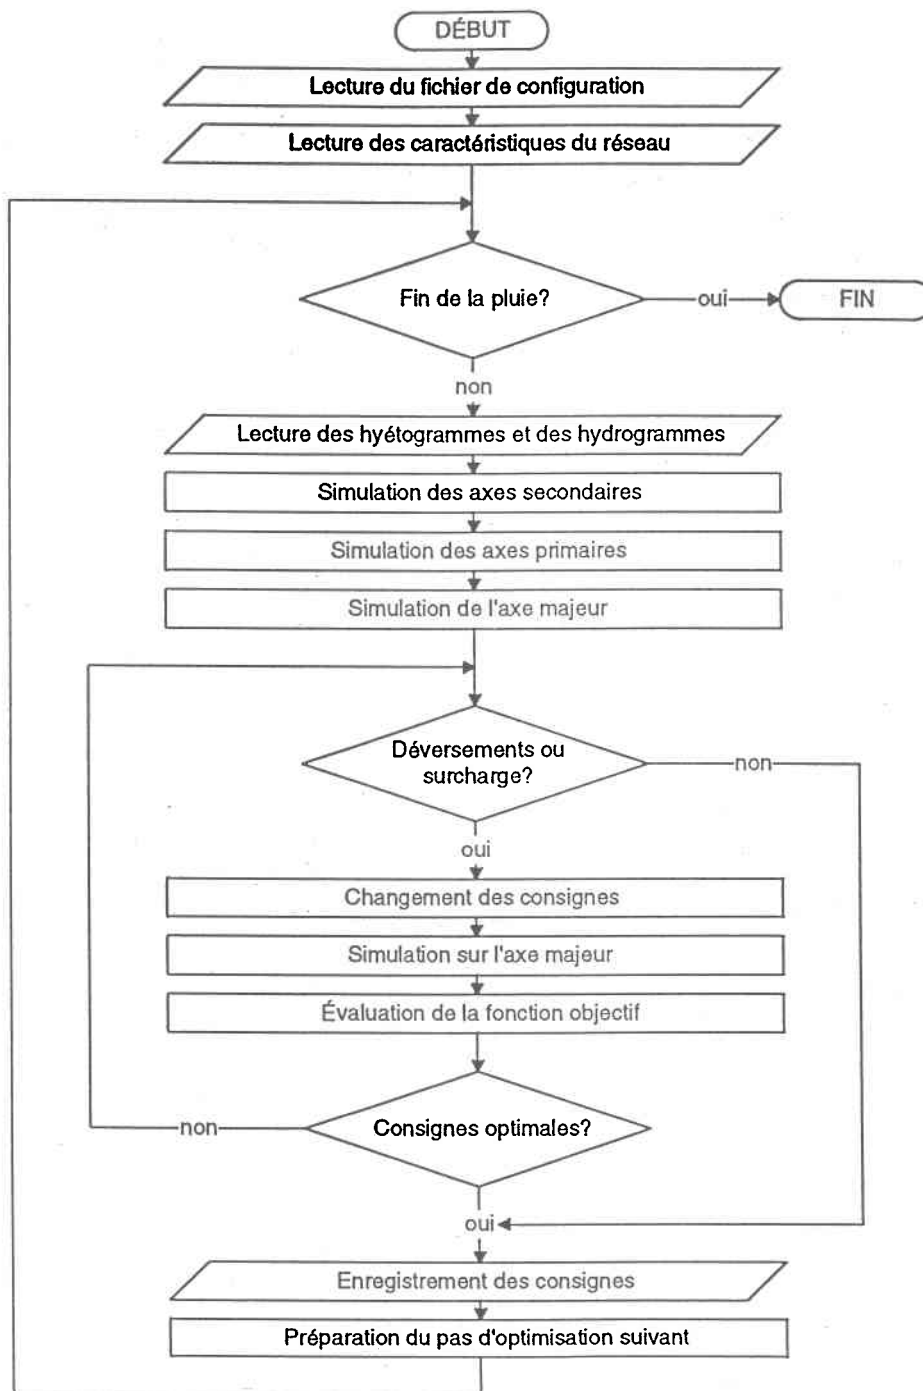 DÉBUT
Lecture du fichier de configuration
Lecture des caractéristiques du réseau
Fin de la pluie?
oui
FIN
non
Lecture des hyétogrammes et des hydrogrammes
Simulation des axes secondaires
Simulation des axes primaires
Simulation de l'axe majeur
Déversements ou
surcharge?
non
oui
Changement des consignes
Simulation sur l'axe majeur
Évaluation de la fonction objectif
non
Consignes optimales?
oui
Enregistrement des consignes
Préparation du pas d'optimisation suivant